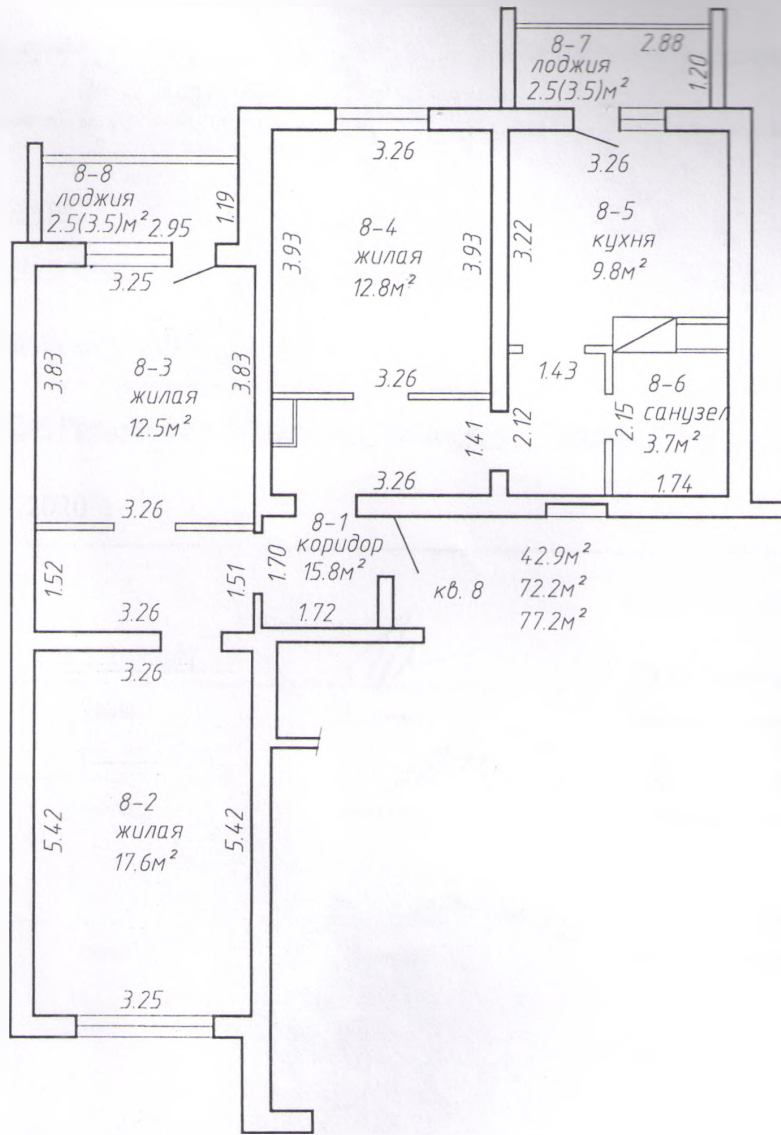 8-7 2.88
лоджия
2.5(3.5)м² 1.20
8-8
лоджия
2.5(3.5)м² 2.95 1.19
3.25
3.26
8-4
жилая
12.8м²
3.93 3.93
3.26
3.26
8-5
кухня
9.8м²
3.22
8-3
жилая
12.5м²
3.83 3.83
3.26
1.43
8-6
санузел
3.7м²
2.12 2.15
1.74
1.41
3.26
8-1
коридор
15.8м²
1.70
1.72
кв. 8
42.9м²
72.2м²
77.2м²
1.52 1.51
3.26
3.26
8-2
жилая
17.6м²
5.42 5.42
3.25